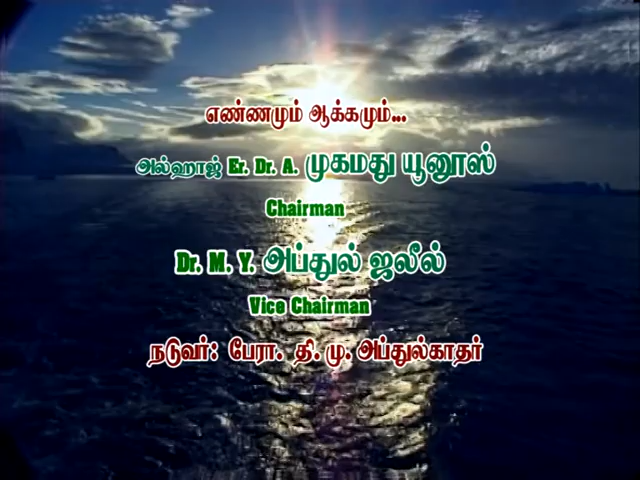 எண்ணமும் ஆக்கமும்...
அல்ஹாஜ் Er. Dr. A. முகமது யூனூஸ்
Chairman
Dr. M. Y. அப்துல் ஜலீல்
Vice Chairman
நடுவர்: பேரா. தி. மு. அப்துல்காதர்